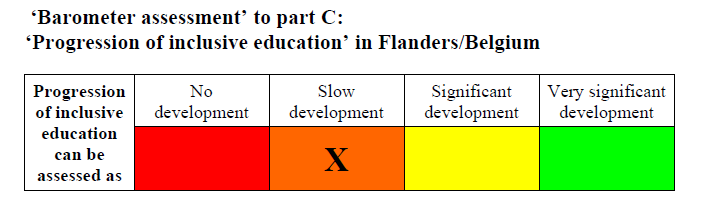 ‘Barometer assessment’ to part C:
‘Progression of inclusive education’ in Flanders/Belgium
Progression
of inclusive
education
can be
assessed as
No
development
Slow
development
Significant
development
Very significant
development
X